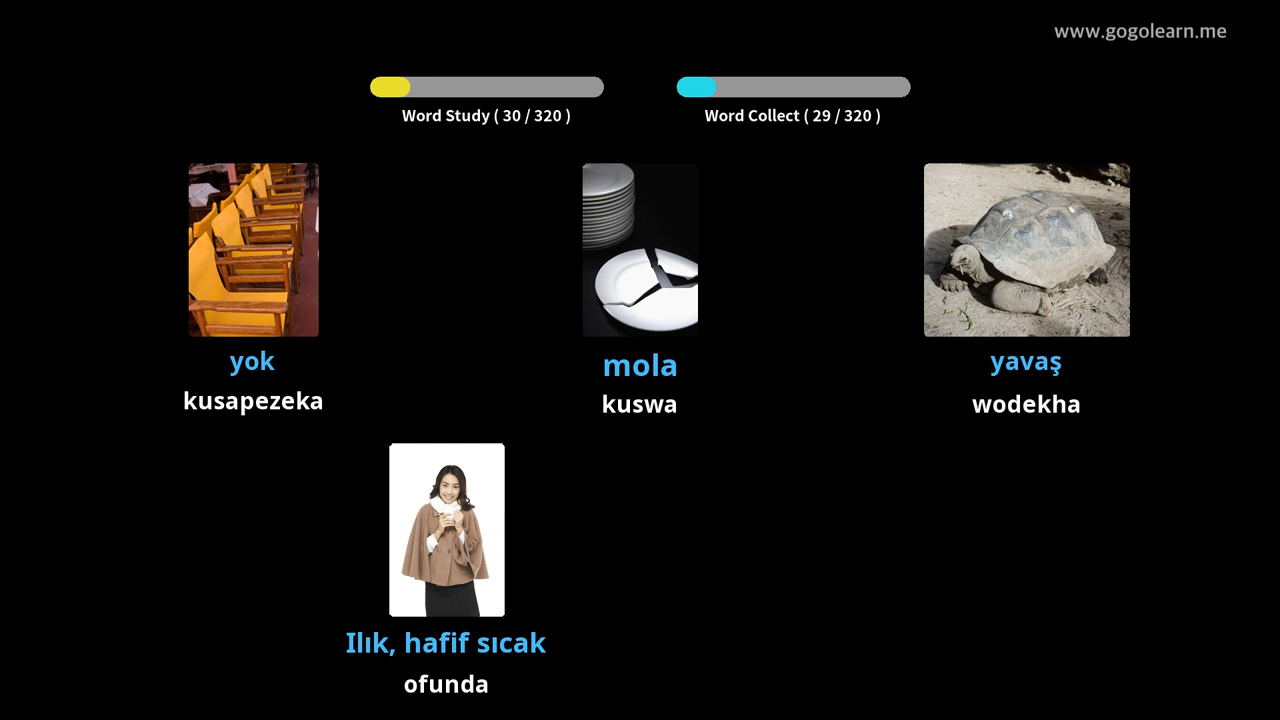 www.gogolearn.me
Word Study ( 30 / 320 )
Word Collect ( 29 / 320 )
yok
kusapezeka
mola
kuswa
yavaş
wodekha
Ilık, hafif sıcak
ofunda